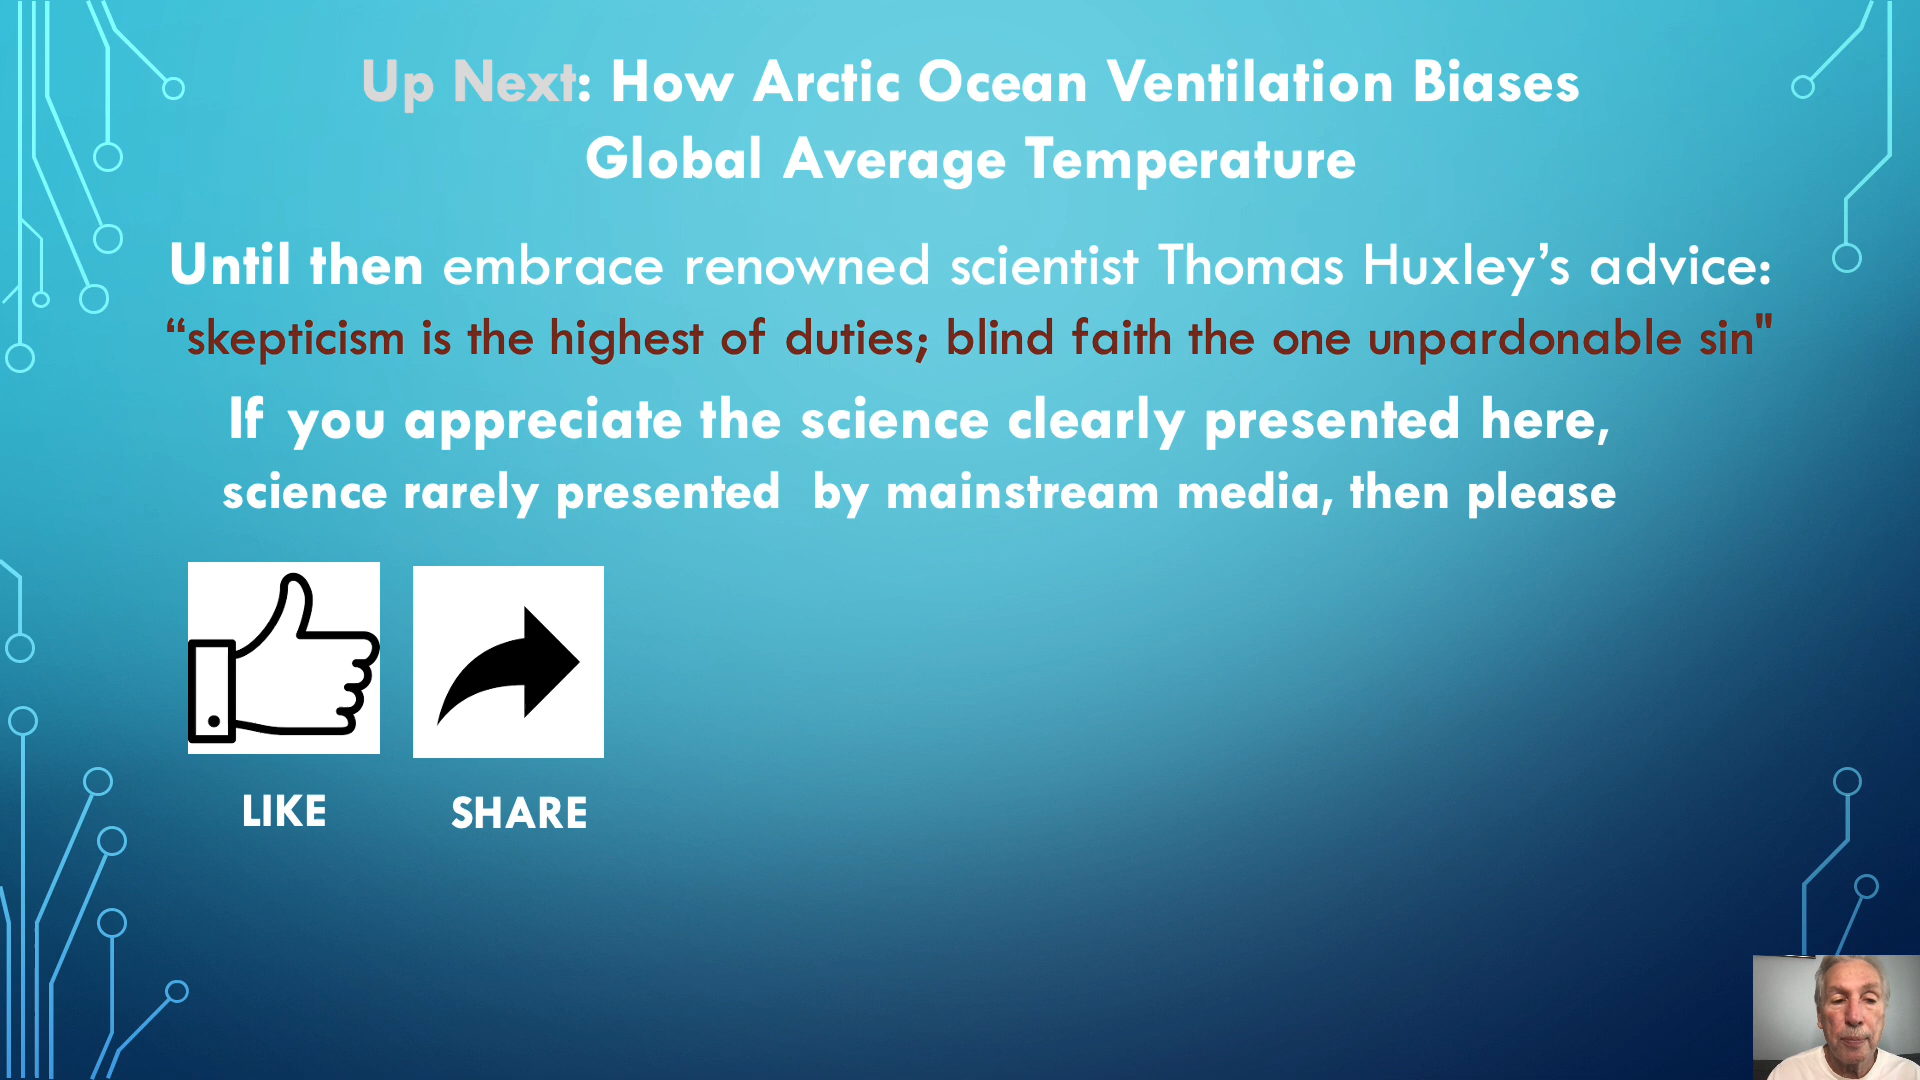 Up Next: How Arctic Ocean Ventilation Biases
Global Average Temperature
Until then embrace renowned scientist Thomas Huxley’s advice:
“skepticism is the highest of duties; blind faith the one unpardonable sin"
If you appreciate the science clearly presented here,
science rarely presented by mainstream media, then please
LIKE
SHARE